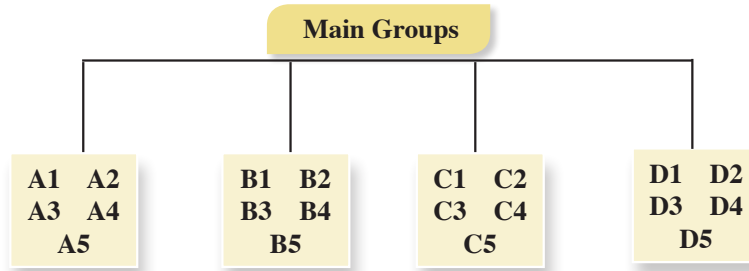 Main Groups
A1 A2
A3 A4
A5
B1 B2
B3 B4
B5
C1 C2
C3 C4
C5
D1 D2
D3 D4
D5